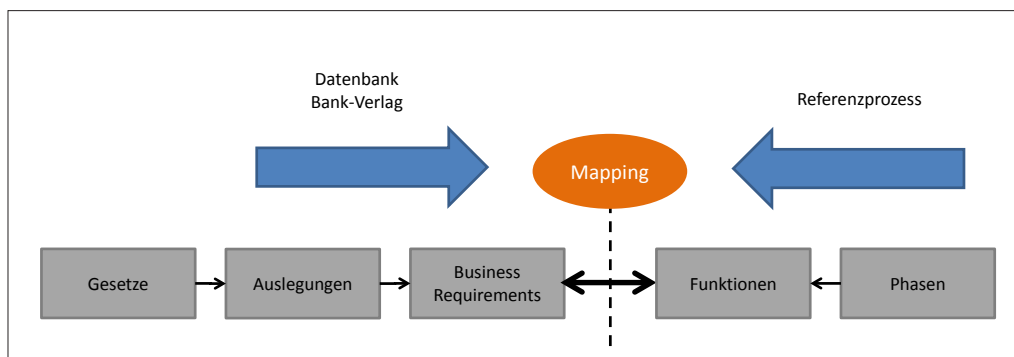 Datenbank
Bank-Verlag
Referenzprozess
Mapping
Gesetze
Auslegungen
Business
Requirements
Funktionen
Phasen